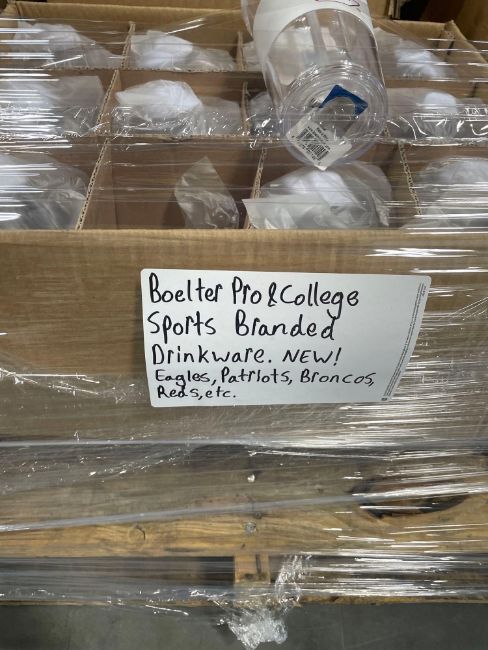 Boelter Pro & College
Sports Branded
Drinkware. NEW!
Eagles, Patriots, Broncos,
Reds, etc.